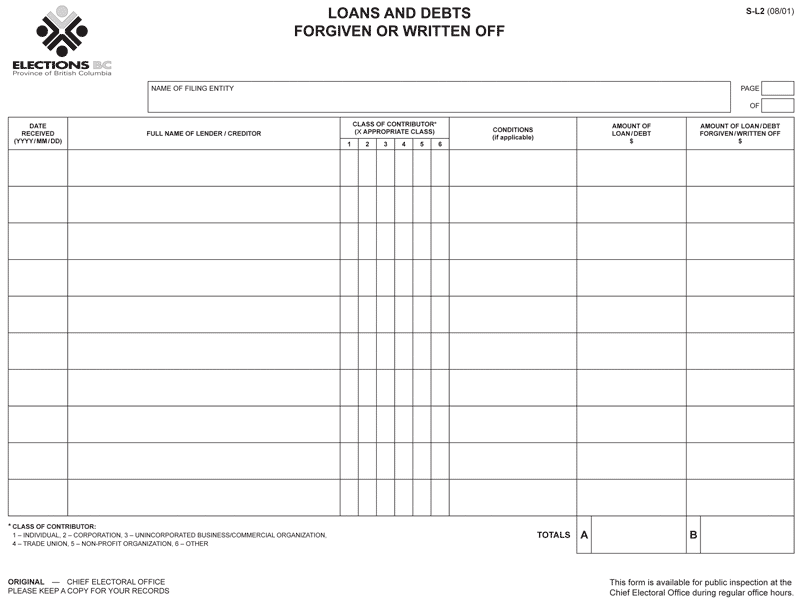 LOANS AND DEBTS
FORGIVEN OR WRITTEN OFF
S-L2 (08/01)
ELECTIONS BC
Province of British Columbia
NAME OF FILING ENTITY
PAGE
OF
DATE
RECEIVED
(YYYY/MM/DD)
FULL NAME OF LENDER / CREDITOR
CLASS OF CONTRIBUTOR*
(X APPROPRIATE CLASS)
1 2 3 4 5 6
CONDITIONS
(if applicable)
AMOUNT OF
LOAN/DEBT
$
AMOUNT OF LOAN/DEBT
FORGIVEN/WRITTEN OFF
$
* CLASS OF CONTRIBUTOR:
1 – INDIVIDUAL, 2 – CORPORATION, 3 – UNINCORPORATED BUSINESS/COMMERCIAL ORGANIZATION,
4 – TRADE UNION, 5 – NON-PROFIT ORGANIZATION, 6 – OTHER
TOTALS A B
ORIGINAL — CHIEF ELECTORAL OFFICE
PLEASE KEEP A COPY FOR YOUR RECORDS
This form is available for public inspection at the
Chief Electoral Office during regular office hours.